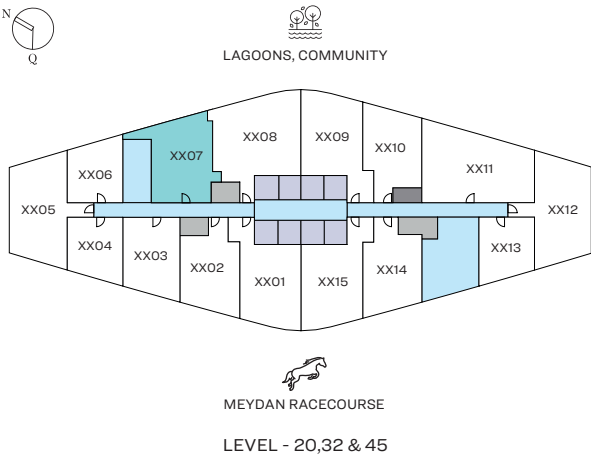 N
Q
LAGOONS, COMMUNITY
XX08
XX09
XX10
XX07
XX11
XX06
XX05
XX12
XX04
XX03
XX13
XX02
XX14
XX01
XX15
MEYDAN RACECOURSE
LEVEL - 20,32 & 45